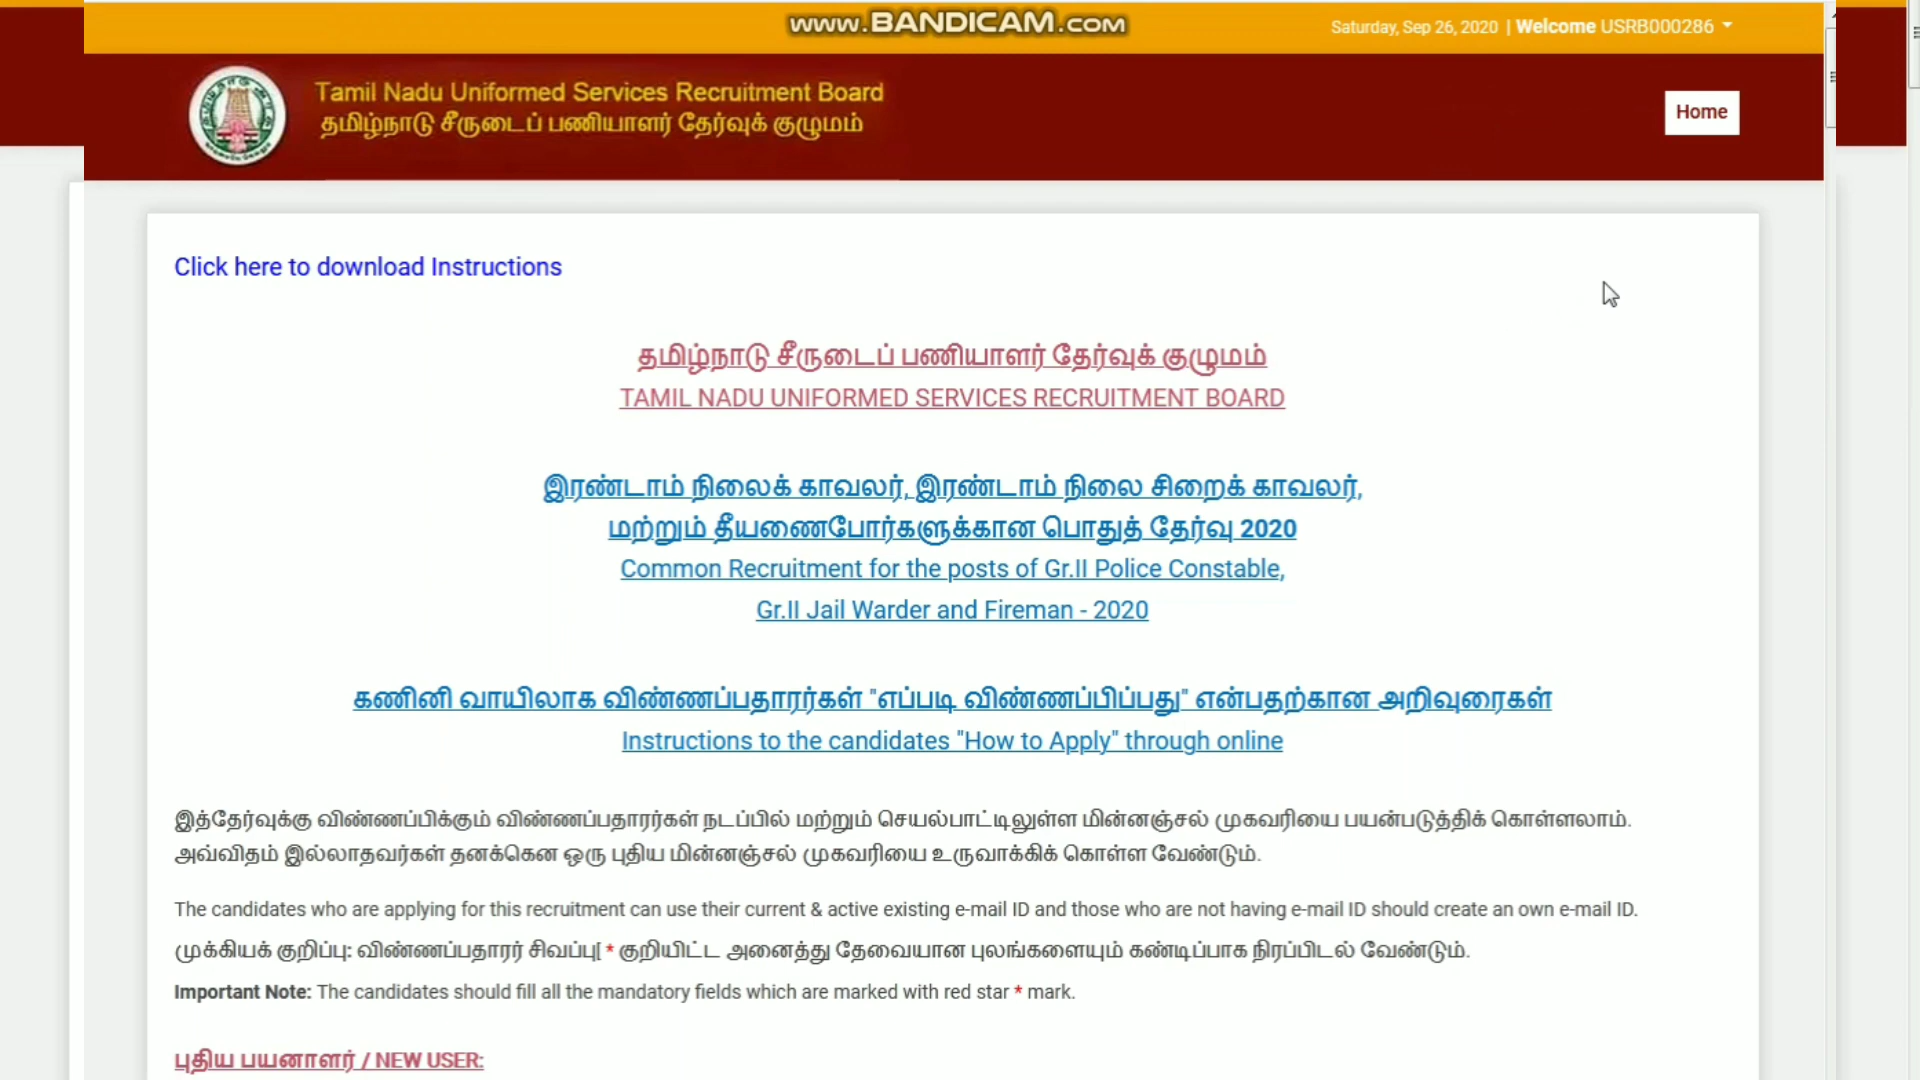 www.BANDICAM.com
Saturday, Sep 26, 2020 | Welcome USRB000286
Tamil Nadu Uniformed Services Recruitment Board
தமிழ்நாடு சீருடைப் பணியாளர் தேர்வுக் குழுமம்
Home
Click here to download Instructions
தமிழ்நாடு சீருடைப் பணியாளர் தேர்வுக் குழுமம்
TAMIL NADU UNIFORMED SERVICES RECRUITMENT BOARD
இரண்டாம் நிலைக் காவலர், இரண்டாம் நிலை சிறைக் காவலர்,
மற்றும் தீயணைபோர்களுக்கான பொதுத் தேர்வு 2020
Common Recruitment for the posts of Gr.II Police Constable,
Gr.II Jail Warder and Fireman - 2020
கணினி வாயிலாக விண்ணப்பதாரர்கள் "எப்படி விண்ணப்பிப்பது" என்பதற்கான அறிவுரைகள்
Instructions to the candidates "How to Apply" through online
இத்தேர்வுக்கு விண்ணப்பிக்கும் விண்ணப்பதாரர்கள் நடப்பில் மற்றும் செயல்பாட்டிலுள்ள மின்னஞ்சல் முகவரியை பயன்படுத்திக் கொள்ளலாம்.
அவ்விதம் இல்லாதவர்கள் தனக்கென ஒரு புதிய மின்னஞ்சல் முகவரியை உருவாக்கிக் கொள்ள வேண்டும்.
The candidates who are applying for this recruitment can use their current & active existing e-mail ID and those who are not having e-mail ID should create an own e-mail ID.
முக்கியக் குறிப்பு: விண்ணப்பதாரர் சிவப்பு[ * குறியிட்ட அனைத்து தேவையான புலங்களையும் கண்டிப்பாக நிரப்பிடல் வேண்டும்.
Important Note: The candidates should fill all the mandatory fields which are marked with red star * mark.
புதிய பயனாளர் / NEW USER: